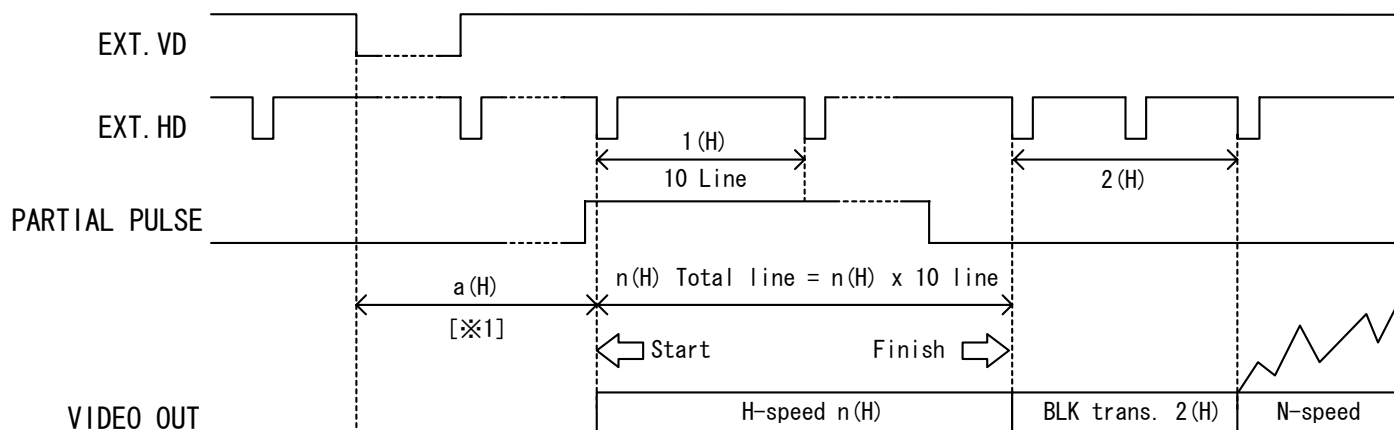 EXT. VD
EXT. HD
1(H)
10 Line
2(H)
PARTIAL PULSE
a(H)
[※1]
n(H) Total line = n(H) x 10 line
Start
Finish
VIDEO OUT
H-speed n(H)
BLK trans. 2(H)
N-speed